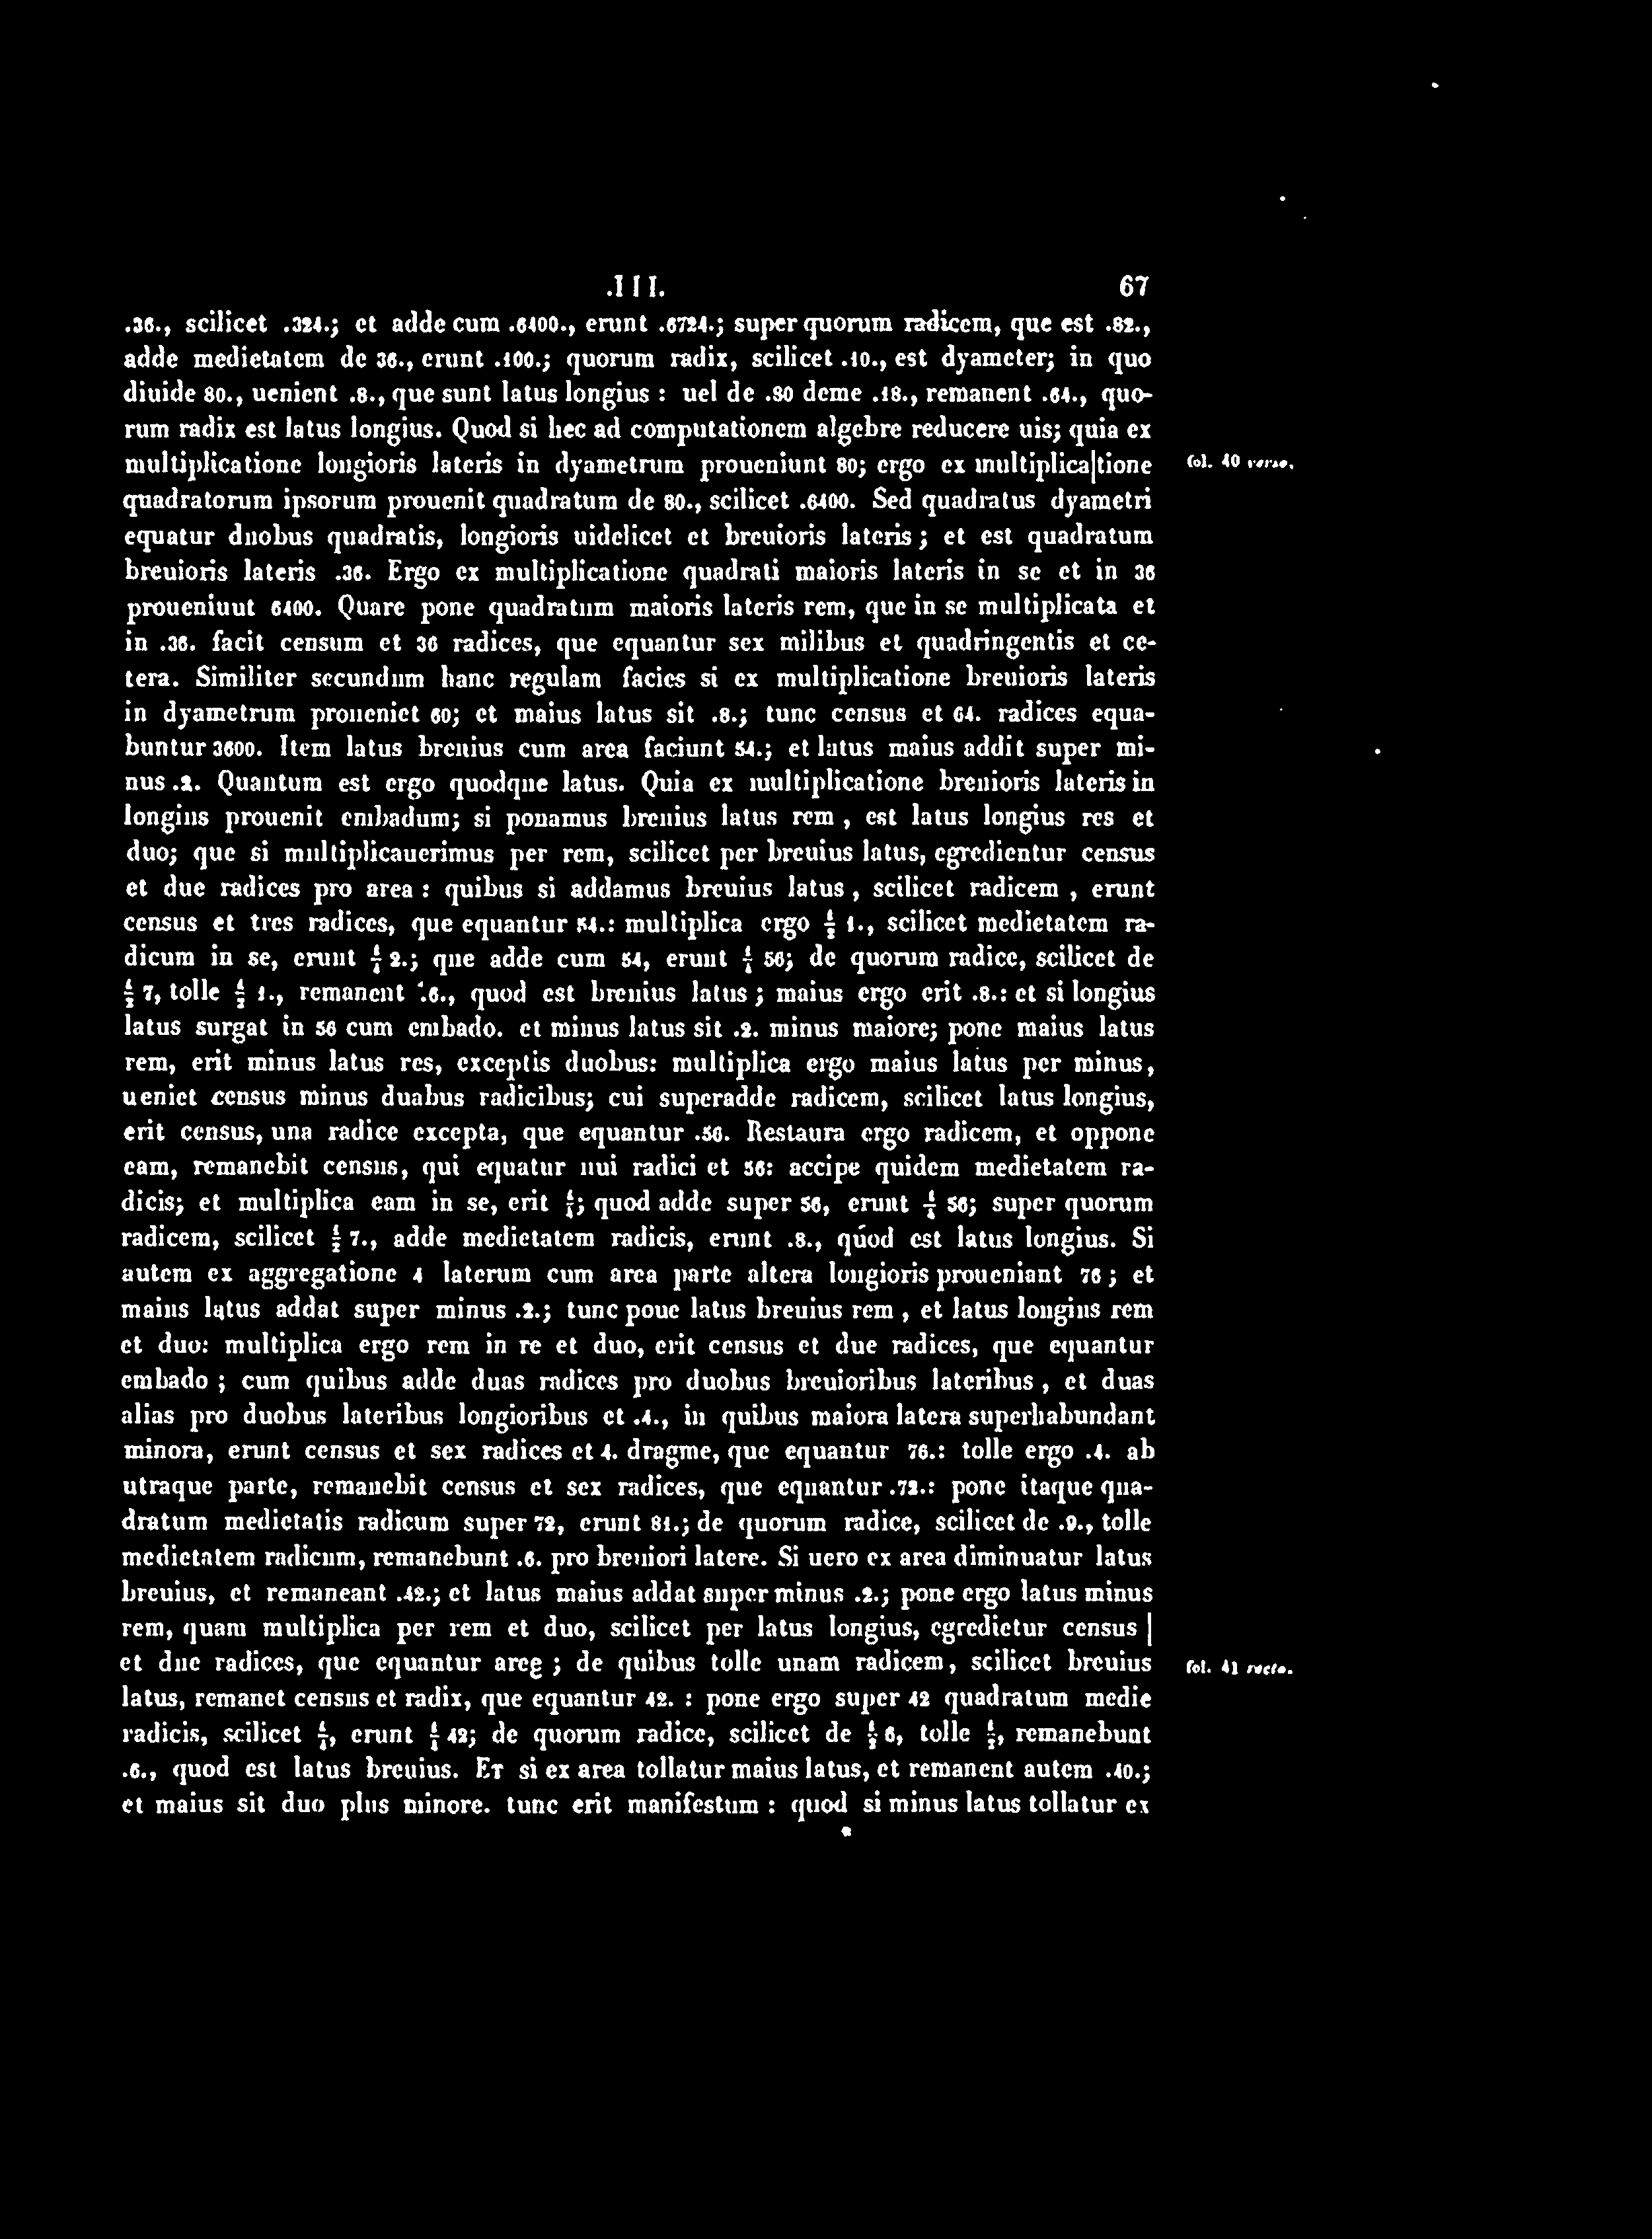 .III. 67
.36., scilicet .324.; et adde cum .6400., erunt .6724.; super quorum radicem, que est .82.,
adde medietatem de 36., erunt .100.; quorum radix, scilicet .10., est dyameter; in quo
diuide 80., uenient .8., que sunt latus longius : uel de .80 deme .18., remanent .64., quo-
rum radix est latus longius. Quod si hec ad computationem algebre reducere uis; quia ex
multiplicatione longioris lateris in dyametrum proueniunt 80; ergo ex multiplica|tione
fol. 40 verso.
quadratorum ipsorum prouenit quadratum de 80., scilicet .6400. Sed quadratus dyametri
equatur duobus quadratis, longioris uidelicet et breuioris lateris ; et est quadratum
breuioris lateris .36. Ergo ex multiplicatione quadrati maioris lateris in se et in 36
proueniuut 6400. Quare pone quadratum maioris lateris rem, que in se multiplicata et
in .36. facit censum et 36 radices, que equantur sex milibus et quadringentis et ce-
tera. Similiter secundum hanc regulam facies si ex multiplicatione breuioris lateris
in dyametrum proueniet 60; et maius latus sit .8.; tunc census et 64. radices equa-
buntur 3600. Item latus breuius cum area faciunt 54.; et latus maius addit super mi-
nus .2. Quantum est ergo quodque latus. Quia ex multiplicatione breuioris lateris in
longius prouenit embadum; si ponamus breuius latus rem , est latus longius res et
duo; que si multiplicauerimus per rem, scilicet per breuius latus, egredientur census
et due radices pro area : quibus si addamus breuius latus , scilicet radicem , erunt
census et tres radices, que equantur 54.: multiplica ergo 1/2 1., scilicet medietatem ra-
dicum in se, erunt 1/4 2.; que adde cum 54, erunt 1/4 56; de quorum radice, scilicet de
1/2 7, tolle 1/2 1., remanent .6., quod est breuius latus ; maius ergo erit .8.: et si longius
latus surgat in 56 cum embado. et minus latus sit .2. minus maiore; pone maius latus
rem, erit minus latus res, exceptis duobus: multiplica ergo maius latus per minus,
ueniet census minus duabus radicibus; cui superadde radicem, scilicet latus longius,
erit census, una radice excepta, que equantur .56. Restaura ergo radicem, et oppone
eam, remanebit census, qui equatur uni radici et 56: accipe quidem medietatem ra-
dicis; et multiplica eam in se, erit 1/4; quod adde super 56, erunt 1/4 56; super quorum
radicem, scilicet 1/2 7., adde medietatem radicis, erunt .8., quod est latus longius. Si
autem ex aggregatione 4 laterum cum area parte altera longioris proueniant 76 ; et
maius latus addat super minus .2.; tunc pone latus breuius rem , et latus longius rem
et duo: multiplica ergo rem in re et duo, erit census et due radices, que equantur
embado ; cum quibus adde duas radices pro duobus breuioribus lateribus , et duas
alias pro duobus lateribus longioribus et .4., in quibus maiora latera superhabundant
minora, erunt census et sex radices et 4. dragme, que equantur 76.: tolle ergo .4. ab
utraque parte, remanebit census et sex radices, que equantur .72.: pone itaque qua-
dratum medietatis radicum super 72, erunt 81.; de quorum radice, scilicet de .9., tolle
medietatem radicum, remanebunt .6. pro breuiori latere. Si uero ex area diminuatur latus
breuius, et remaneant .42.; et latus maius addat super minus .2.; pone ergo latus minus
rem, quam multiplica per rem et duo, scilicet per latus longius, egredietur census |
et due radices, que equantur aree ; de quibus tolle unam radicem, scilicet breuius
fol. 41 recto.
latus, remanet census et radix, que equantur 42. : pone ergo super 42 quadratum medie
radicis, scilicet 1/4, erunt 1/4 42; de quorum radice, scilicet de 1/2 6, tolle 1/2, remanebunt
.6., quod est latus breuius. Et si ex area tollatur maius latus, et remanent autem .40.;
et maius sit duo plus minore. tunc erit manifestum : quod si minus latus tollatur ex